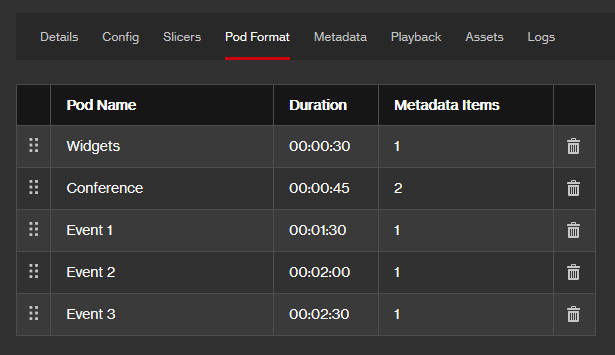 Details Config Slicers Pod Format Metadata Playback Assets Logs
Pod Name Duration Metadata Items
Widgets 00:00:30 1
Conference 00:00:45 2
Event 1 00:01:30 1
Event 2 00:02:00 1
Event 3 00:02:30 1